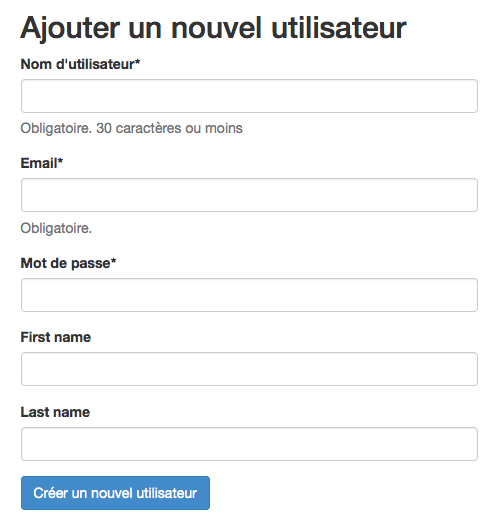 Ajouter un nouvel utilisateur
Nom d'utilisateur*
Obligatoire. 30 caractères ou moins
Email*
Obligatoire.
Mot de passe*
First name
Last name
Créer un nouvel utilisateur